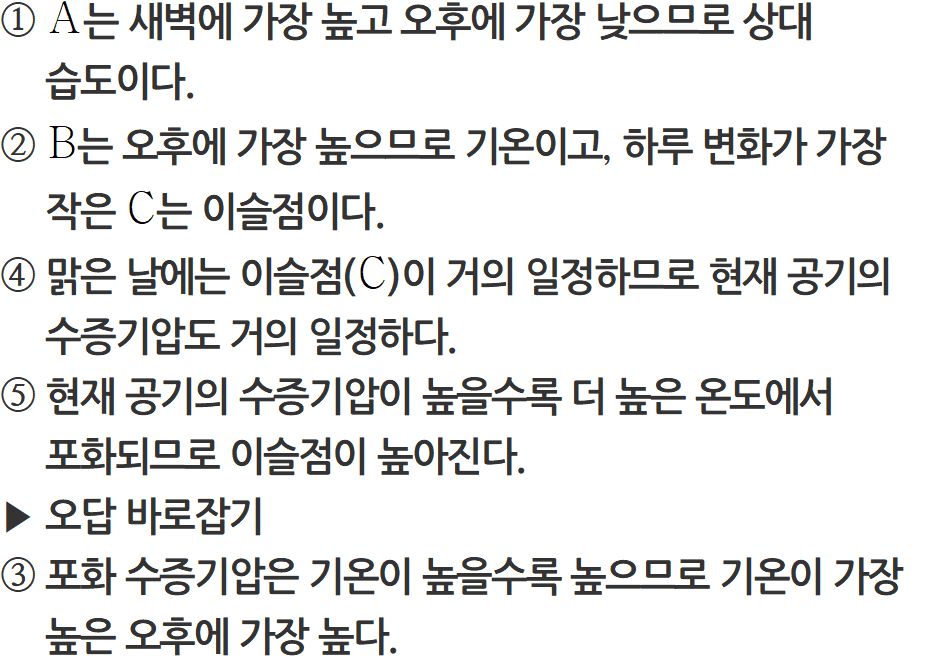 ① A는 새벽에 가장 높고 오후에 가장 낮으므로 상대
습도이다.
② B는 오후에 가장 높으므로 기온이고, 하루 변화가 가장
작은 C는 이슬점이다.
④ 맑은 날에는 이슬점(C)이 거의 일정하므로 현재 공기의
수증기압도 거의 일정하다.
⑤ 현재 공기의 수증기압이 높을수록 더 높은 온도에서
포화되므로 이슬점이 높아진다.
▶ 오답 바로잡기
③ 포화 수증기압은 기온이 높을수록 높으므로 기온이 가장
높은 오후에 가장 높다.